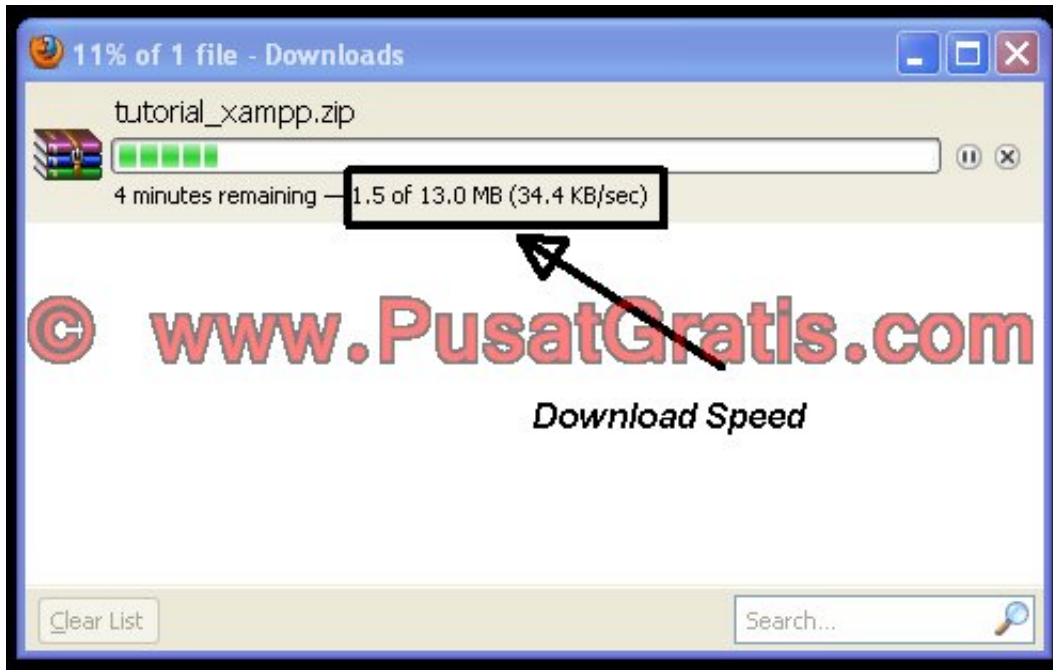 11% of 1 file - Downloads
tutorial_xampp.zip
4 minutes remaining — 1.5 of 13.0 MB (34.4 KB/sec)
© www.PusatGratis.com
Download Speed
Clear List
Search...